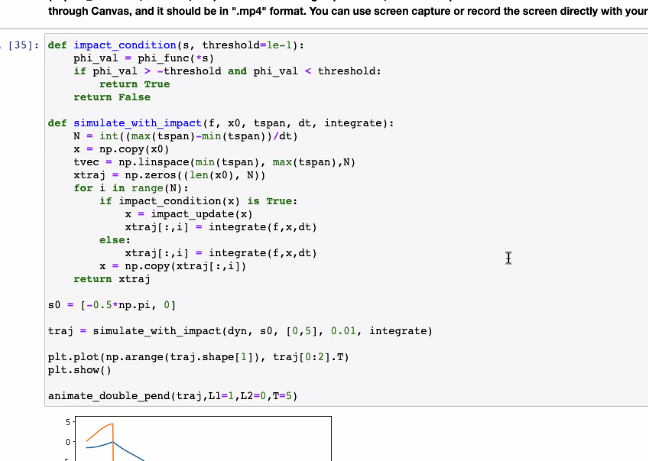 through Canvas, and it should be in ".mp4" format. You can use screen capture or record the screen directly with your
[35]: def impact_condition(s, threshold=1e-1):
    phi_val = phi_func(*s)
    if phi_val > -threshold and phi_val < threshold:
        return True
    return False

def simulate_with_impact(f, x0, tspan, dt, integrate):
    N = int((max(tspan)-min(tspan))/dt)
    x = np.copy(x0)
    tvec = np.linspace(min(tspan), max(tspan),N)
    xtraj = np.zeros((len(x0), N))
    for i in range(N):
        if impact_condition(x) is True:
            x = impact_update(x)
            xtraj[:,i] = integrate(f,x,dt)
        else:
            xtraj[:,i] = integrate(f,x,dt)
        x = np.copy(xtraj[:,i])
    return xtraj

s0 = [-0.5*np.pi, 0]

traj = simulate_with_impact(dyn, s0, [0,5], 0.01, integrate)

plt.plot(np.arange(traj.shape[1]), traj[0:2].T)
plt.show()

animate_double_pend(traj,L1=1,L2=0,T=5)
5
0